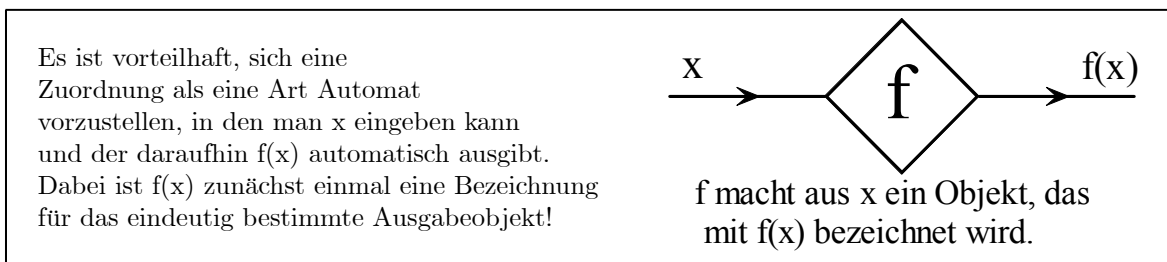 Es ist vorteilhaft, sich eine
Zuordnung als eine Art Automat
vorzustellen, in den man x eingeben kann
und der daraufhin f(x) automatisch ausgibt.
Dabei ist f(x) zunächst einmal eine Bezeichnung
für das eindeutig bestimmte Ausgabeobjekt!
x
f
f(x)
f macht aus x ein Objekt, das
mit f(x) bezeichnet wird.